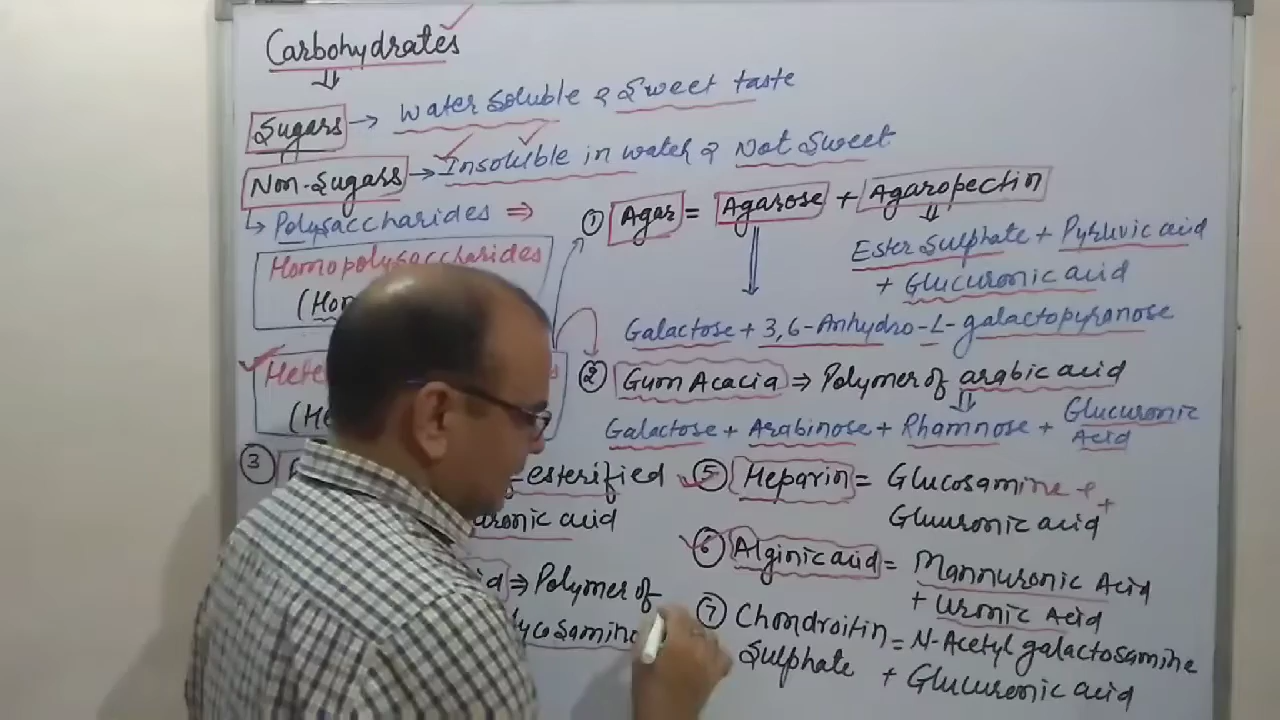 Carbohydrates
Sugars → Water Soluble & Sweet taste
Non-Sugars → Insoluble in water & Not Sweet
↳ Polysaccharides ⇒
Homopolysaccharides
① Agar = Agarose + Agaropectin
Ester Sulphate + Pyruvic acid
+ Glucuronic acid
Galactose + 3,6-Anhydro-L-galactopyranose
② Gum Acacia ⇒ Polymer of arabic acid
Galactose + Arabinose + Rhamnose + Glucuronic
Acid
③
esterified
acid
⇒ Polymer of
⑤ Heparin = Glucosamine +
Gluuronic acid +
⑥ Alginic acid = Mannuronic Acid
+ Uronic Acid
⑦ Chondroitin = N-Acetyl galactosamine
Sulphate + Glucuronic acid